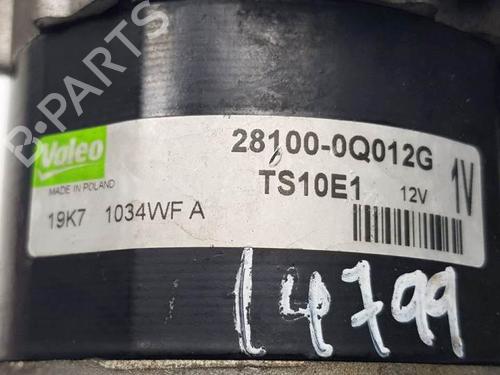 B-PARTS
Valeo
MADE IN POLAND
19K7 1034WF A
28100-0Q012G
TS10E1 12V
1V
14799